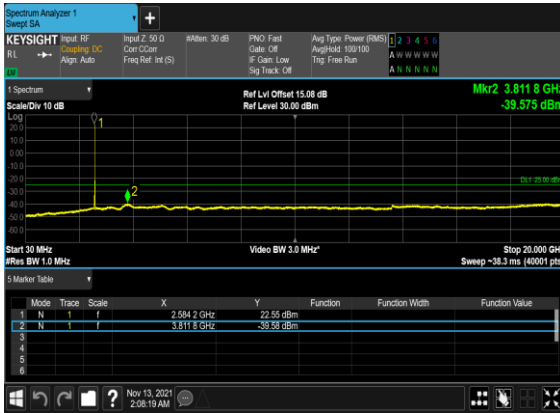 Spectrum Analyzer 1
Swept SA
+
KEYSIGHT Input: RF Input Z: 50 Ω #Atten: 30 dB PNO: Fast Avg Type: Power (RMS) 1 2 3 4 5 6
RL Coupling: DC Corr CCorr Gate: Off Avg|Hold: 100/100 A W W W W W
Align: Auto Freq Ref: Int (S) IF Gain: Low Trig: Free Run
Sig Track: Off A N N N N N
1 Spectrum Ref Lvl Offset 15.08 dB Mkr2 3.811 8 GHz
Scale/Div 10 dB Ref Level 30.00 dBm -39.575 dBm
Log
1
20.0
10.0
0.00
-10.0
-20.0 DL1 -25.00 dBm
-30.0 2
-40.0
-50.0
-60.0
Start 30 MHz Video BW 3.0 MHz* Stop 20.000 GHz
#Res BW 1.0 MHz Sweep ~38.3 ms (40001 pts)
5 Marker Table
Mode Trace Scale X Y Function Function Width Function Value
1 N 1 f 2.584 2 GHz 22.55 dBm
2 N 1 f 3.811 8 GHz -39.58 dBm
3
4
5
6
? Nov 13, 2021
2:08:19 AM